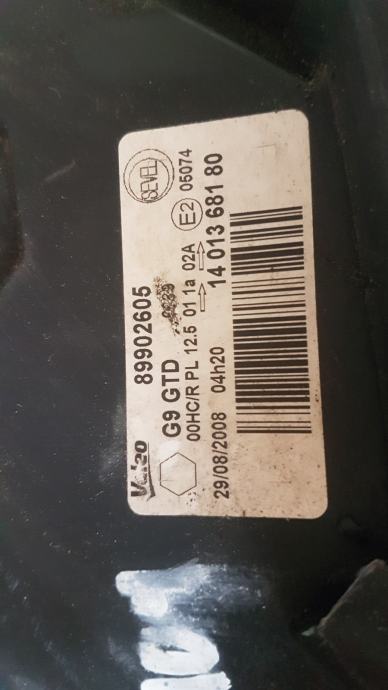 Valeo 89902605 SEVEL
G9 GTD
00HC/R PL 12.5 01 1a 02A E2 05074
29/08/2008 04h20 14 013 681 80